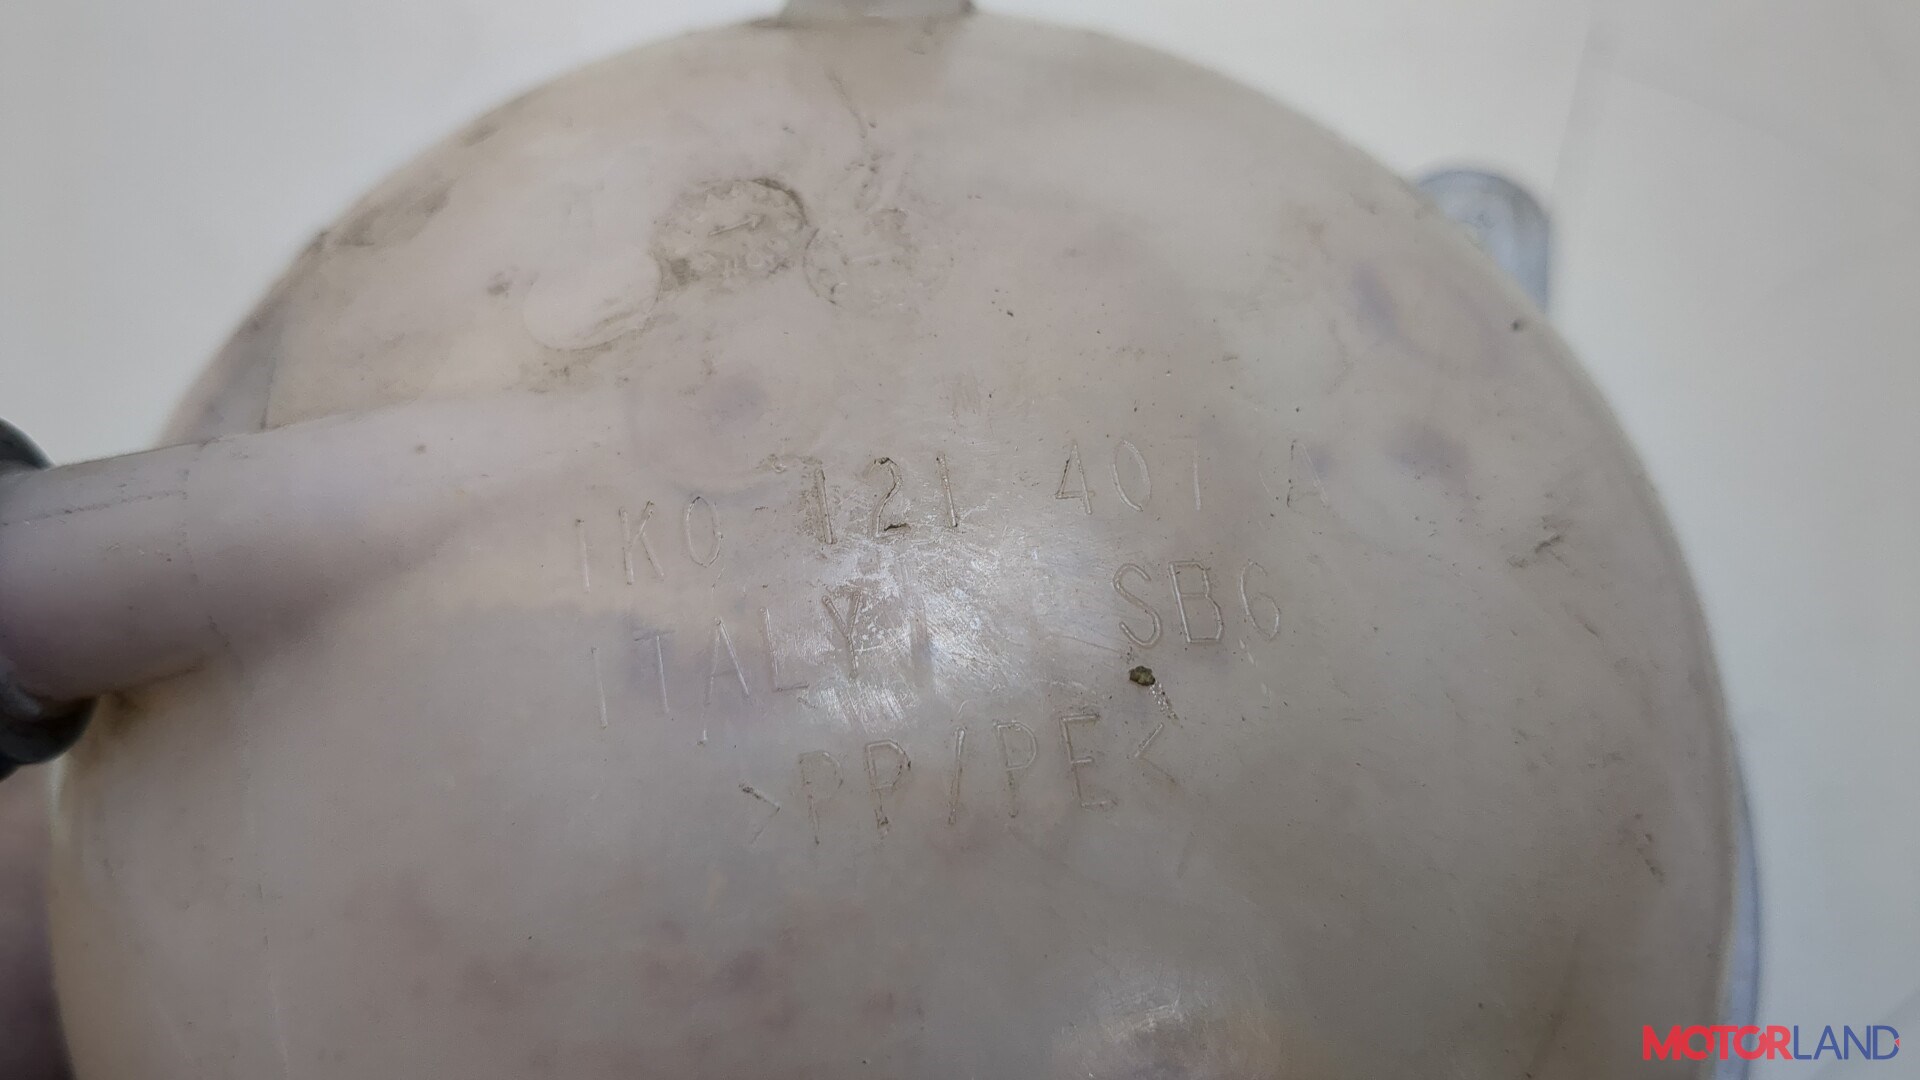 1K0 121 407 A
ITALY SB6
>PP/PE<
MOTORLAND